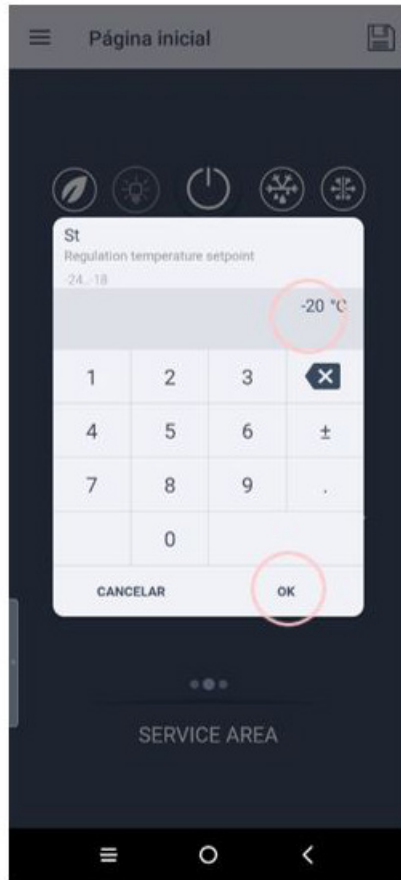 Página inicial
St
Regulation temperature setpoint
-24..-18
-20 °C
1 2 3
4 5 6 ±
7 8 9 .
0
CANCELAR OK
SERVICE AREA